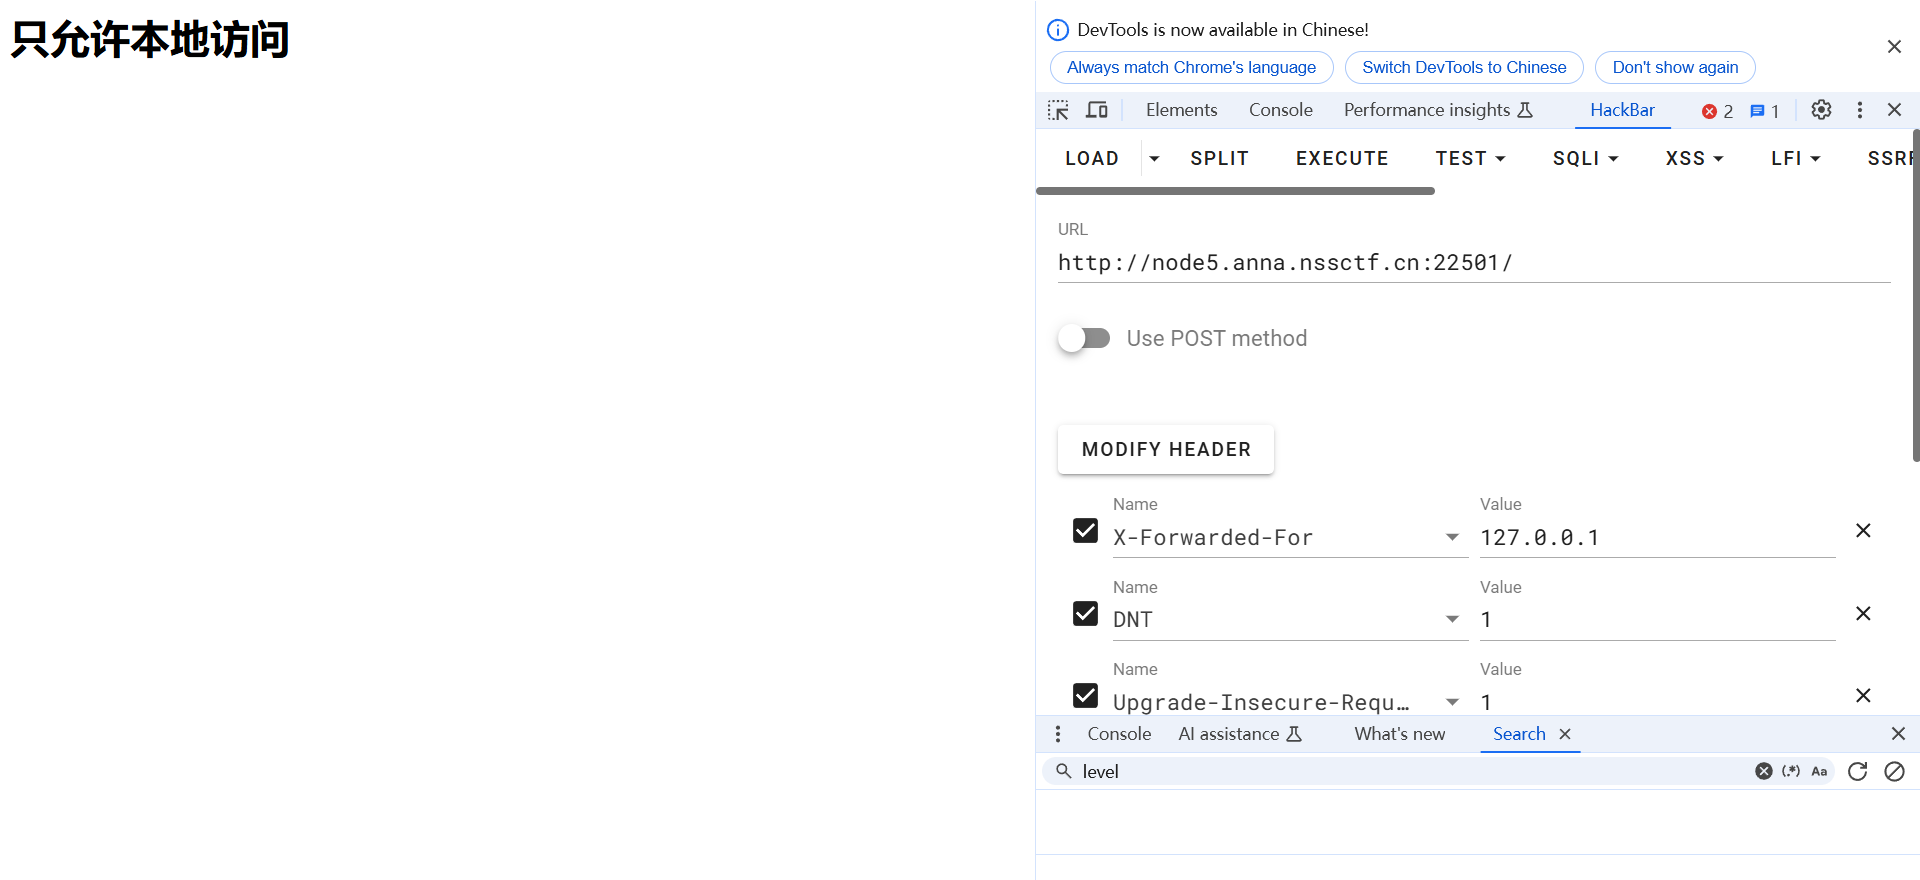 只允许本地访问
DevTools is now available in Chinese!
Always match Chrome's language Switch DevTools to Chinese Don't show again
Elements Console Performance insights HackBar 2 1
LOAD SPLIT EXECUTE TEST SQLI XSS LFI SSRF
URL
http://node5.anna.nssctf.cn:22501/
Use POST method
MODIFY HEADER
Name Value
X-Forwarded-For 127.0.0.1
Name Value
DNT 1
Name Value
Upgrade-Insecure-Requ… 1
Console AI assistance What's new Search
level (.*) Aa